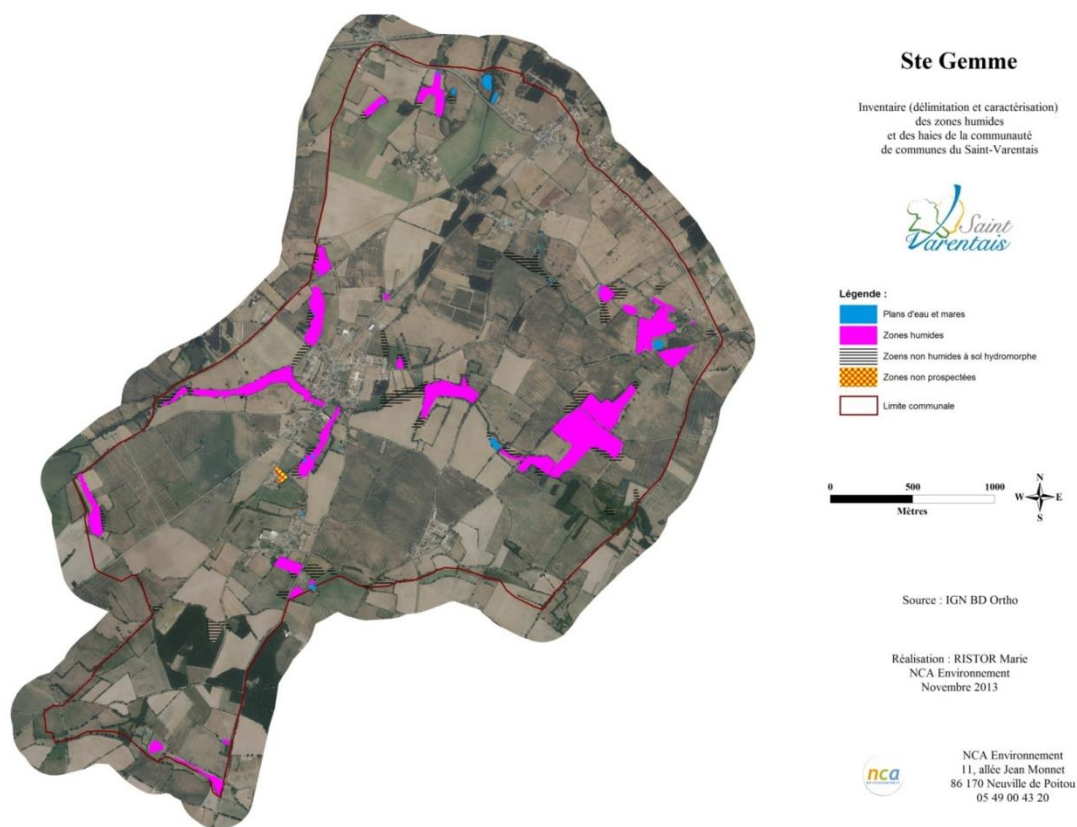 Ste Gemme
Inventaire (délimitation et caractérisation)
des zones humides
et des haies de la communauté
de communes du Saint-Varentais
Saint
Varentais
Légende :
Plans d'eau et mares
Zones humides
Zoens non humides à sol hydromorphe
Zones non prospectées
Limite communale
0 500 1000
Mètres
N
W E
S
Source : IGN BD Ortho
Réalisation : RISTOR Marie
NCA Environnement
Novembre 2013
nca
NCA Environnement
11, allée Jean Monnet
86 170 Neuville de Poitou
05 49 00 43 20